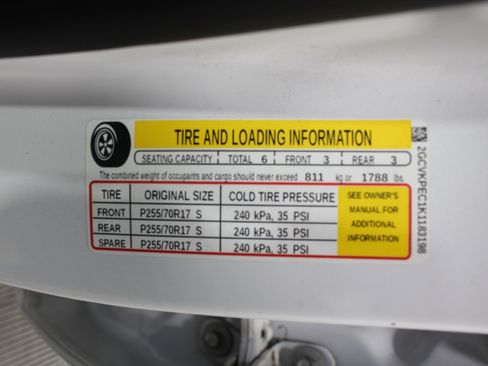 TIRE AND LOADING INFORMATION
SEATING CAPACITY TOTAL 6 FRONT 3 REAR 3
The combined weight of occupants and cargo should never exceed 811 kg or 1788 lbs
TIRE ORIGINAL SIZE COLD TIRE PRESSURE
FRONT P255/70R17 S 240 kPa, 35 PSI
REAR P255/70R17 S 240 kPa, 35 PSI
SPARE P255/70R17 S 240 kPa, 35 PSI
SEE OWNER'S
MANUAL FOR
ADDITIONAL
INFORMATION
2GCVKPEC1K1183198